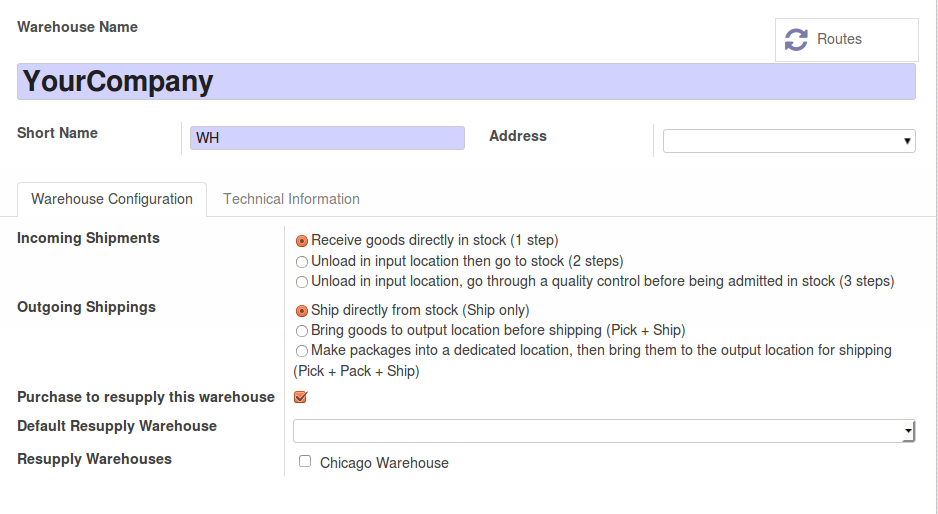 Warehouse Name
Routes
YourCompany
Short Name
WH
Address
Warehouse Configuration
Technical Information
Incoming Shipments
Receive goods directly in stock (1 step)
Unload in input location then go to stock (2 steps)
Unload in input location, go through a quality control before being admitted in stock (3 steps)
Outgoing Shippings
Ship directly from stock (Ship only)
Bring goods to output location before shipping (Pick + Ship)
Make packages into a dedicated location, then bring them to the output location for shipping
(Pick + Pack + Ship)
Purchase to resupply this warehouse
Default Resupply Warehouse
Resupply Warehouses
Chicago Warehouse